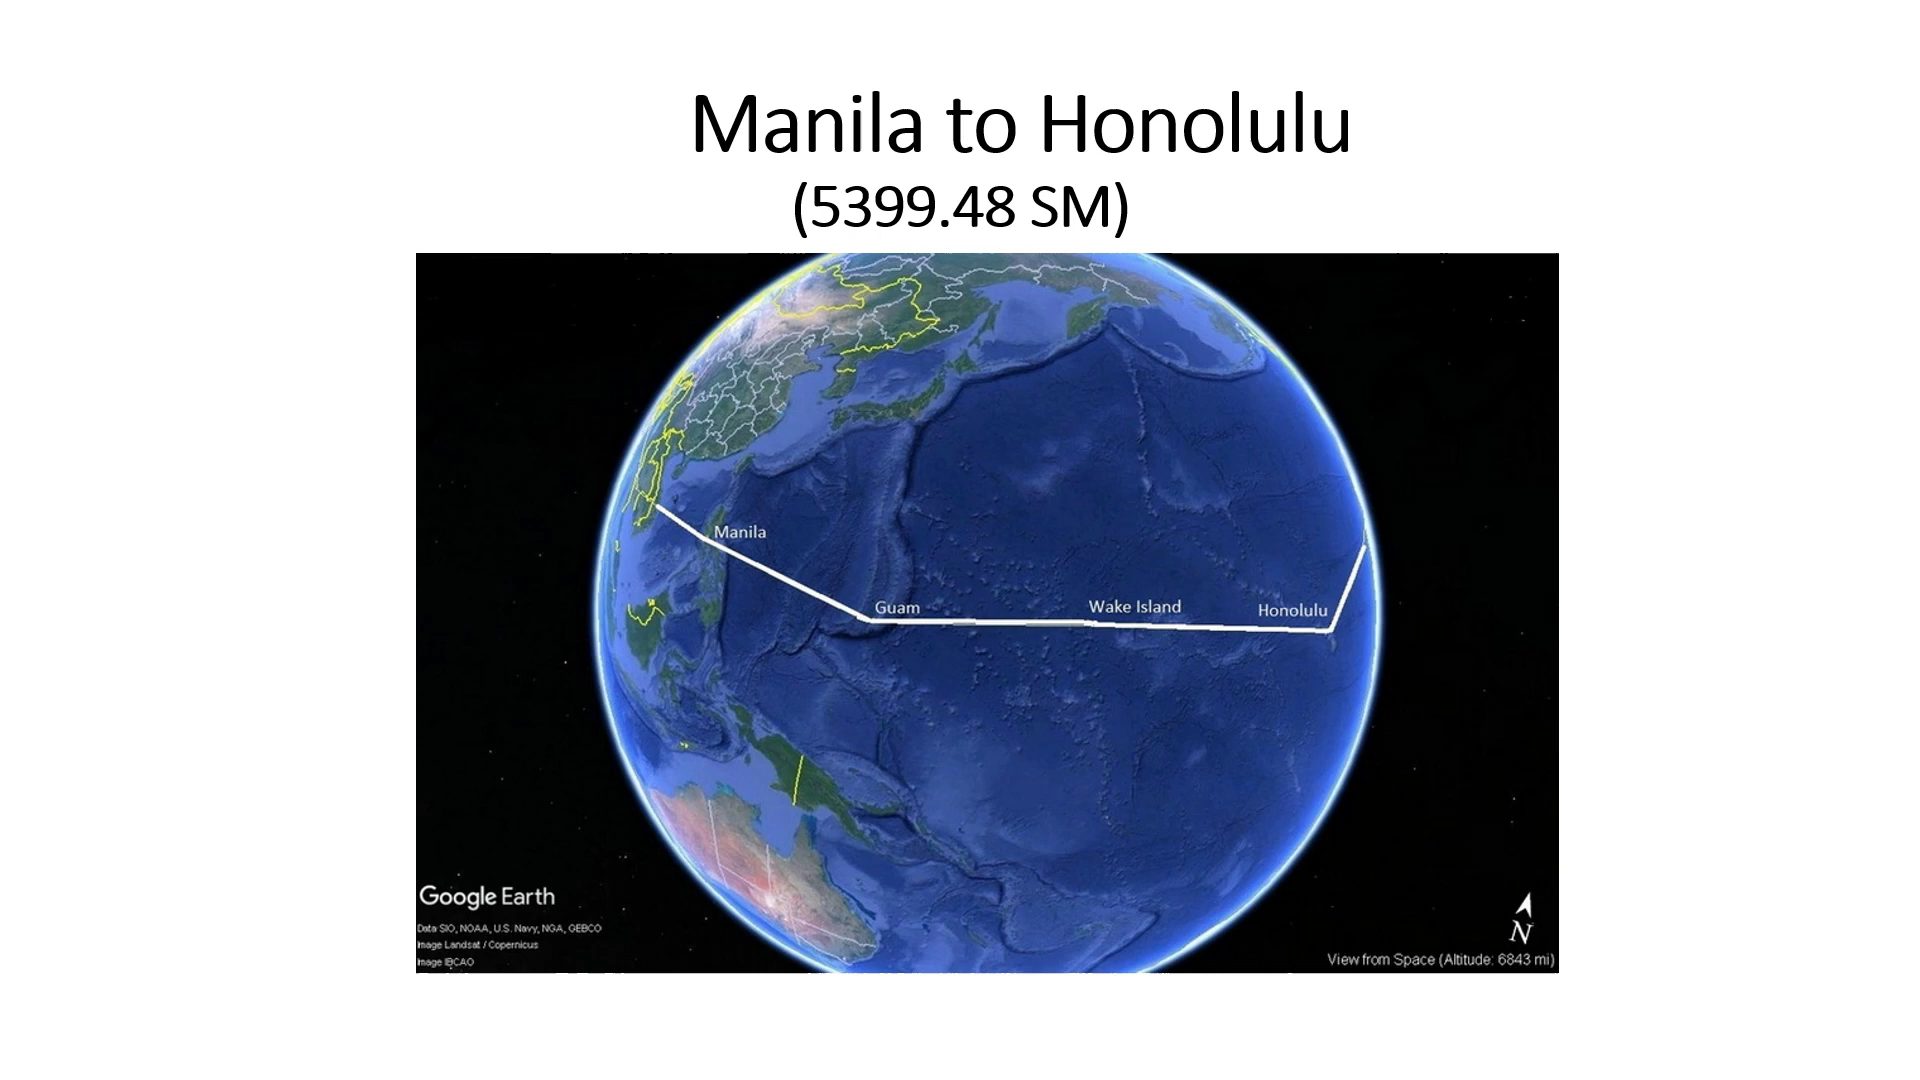 Manila to Honolulu
(5399.48 SM)
Manila
Guam
Wake Island
Honolulu
Google Earth
Data SIO, NOAA, U.S. Navy, NGA, GEBCO
Image Landsat / Copernicus
Image IBCAO
N
View from Space (Altitude: 6843 mi)